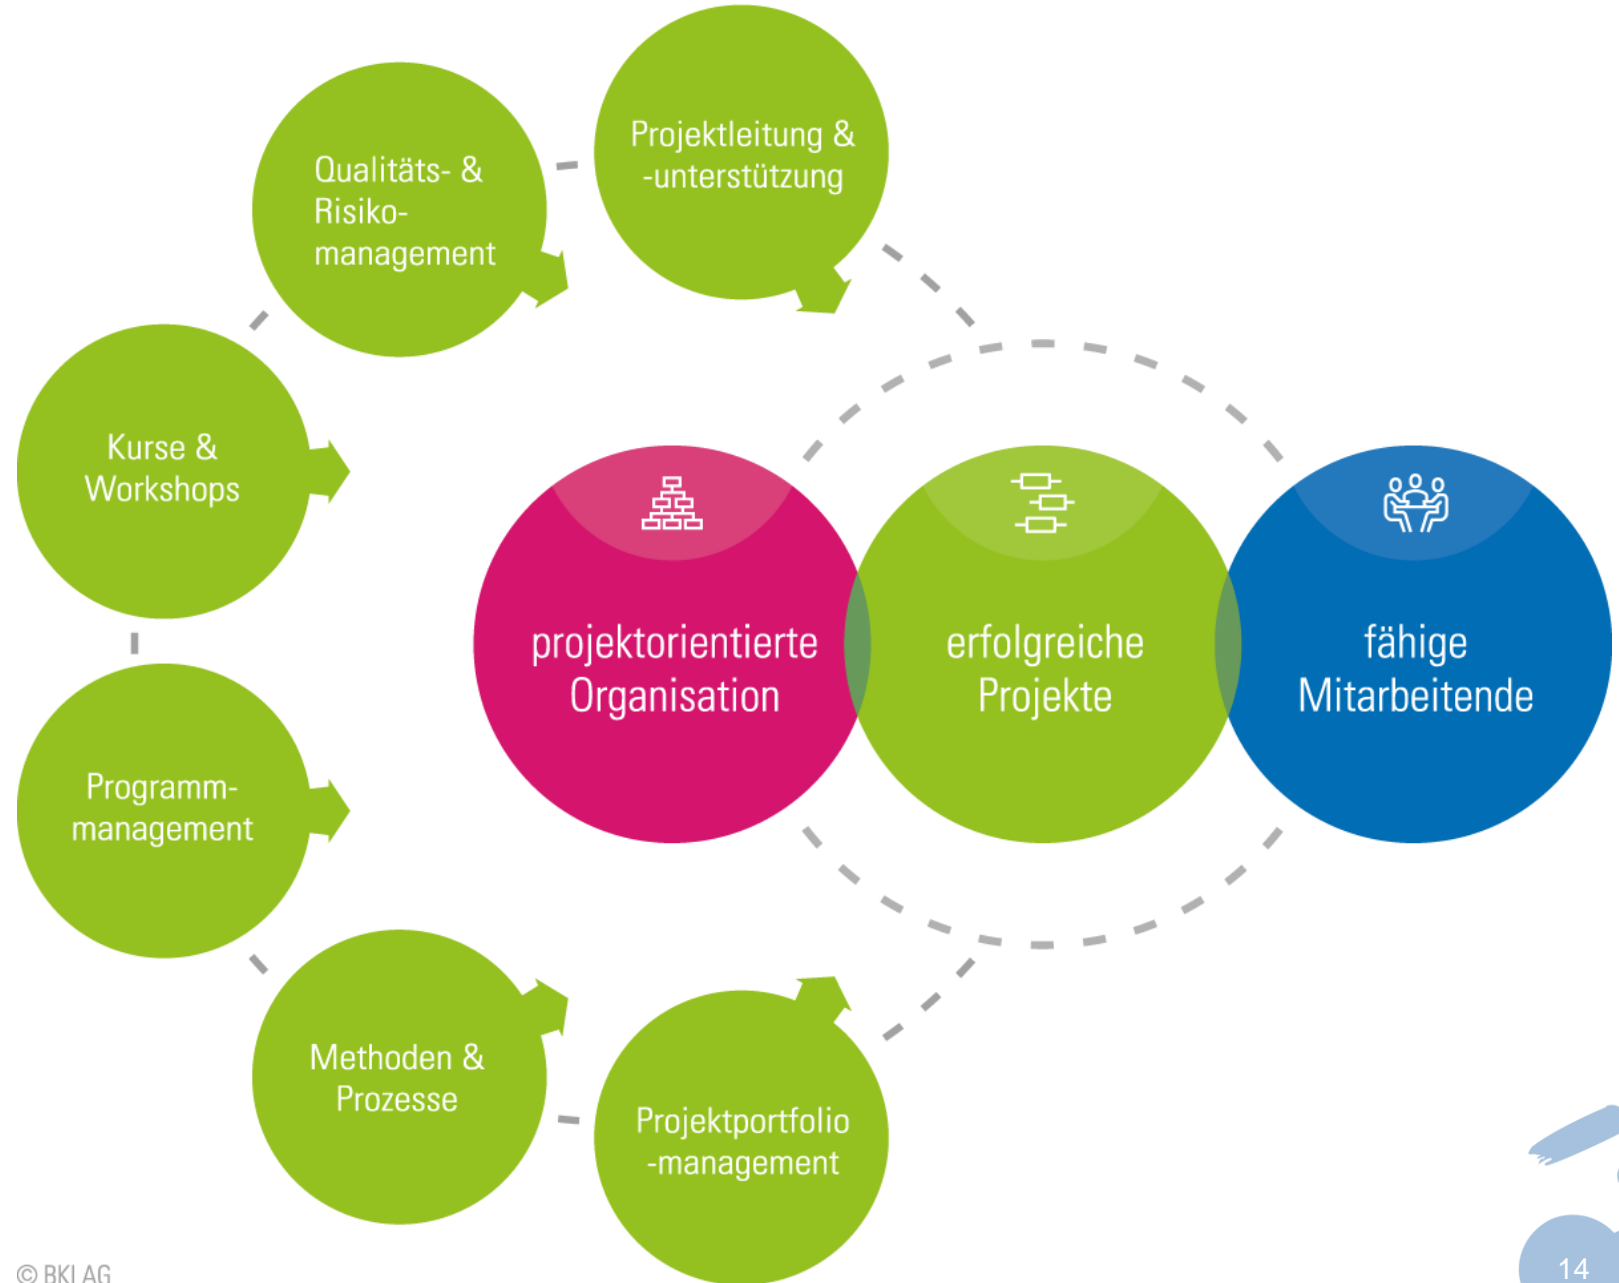 Projektleitung &
-unterstützung
Qualitäts- &
Risiko-
management
Kurse &
Workshops
projektorientierte
Organisation
erfolgreiche
Projekte
fähige
Mitarbeitende
Programm-
management
Methoden &
Prozesse
Projektportfolio
-management
14
© BKI AG